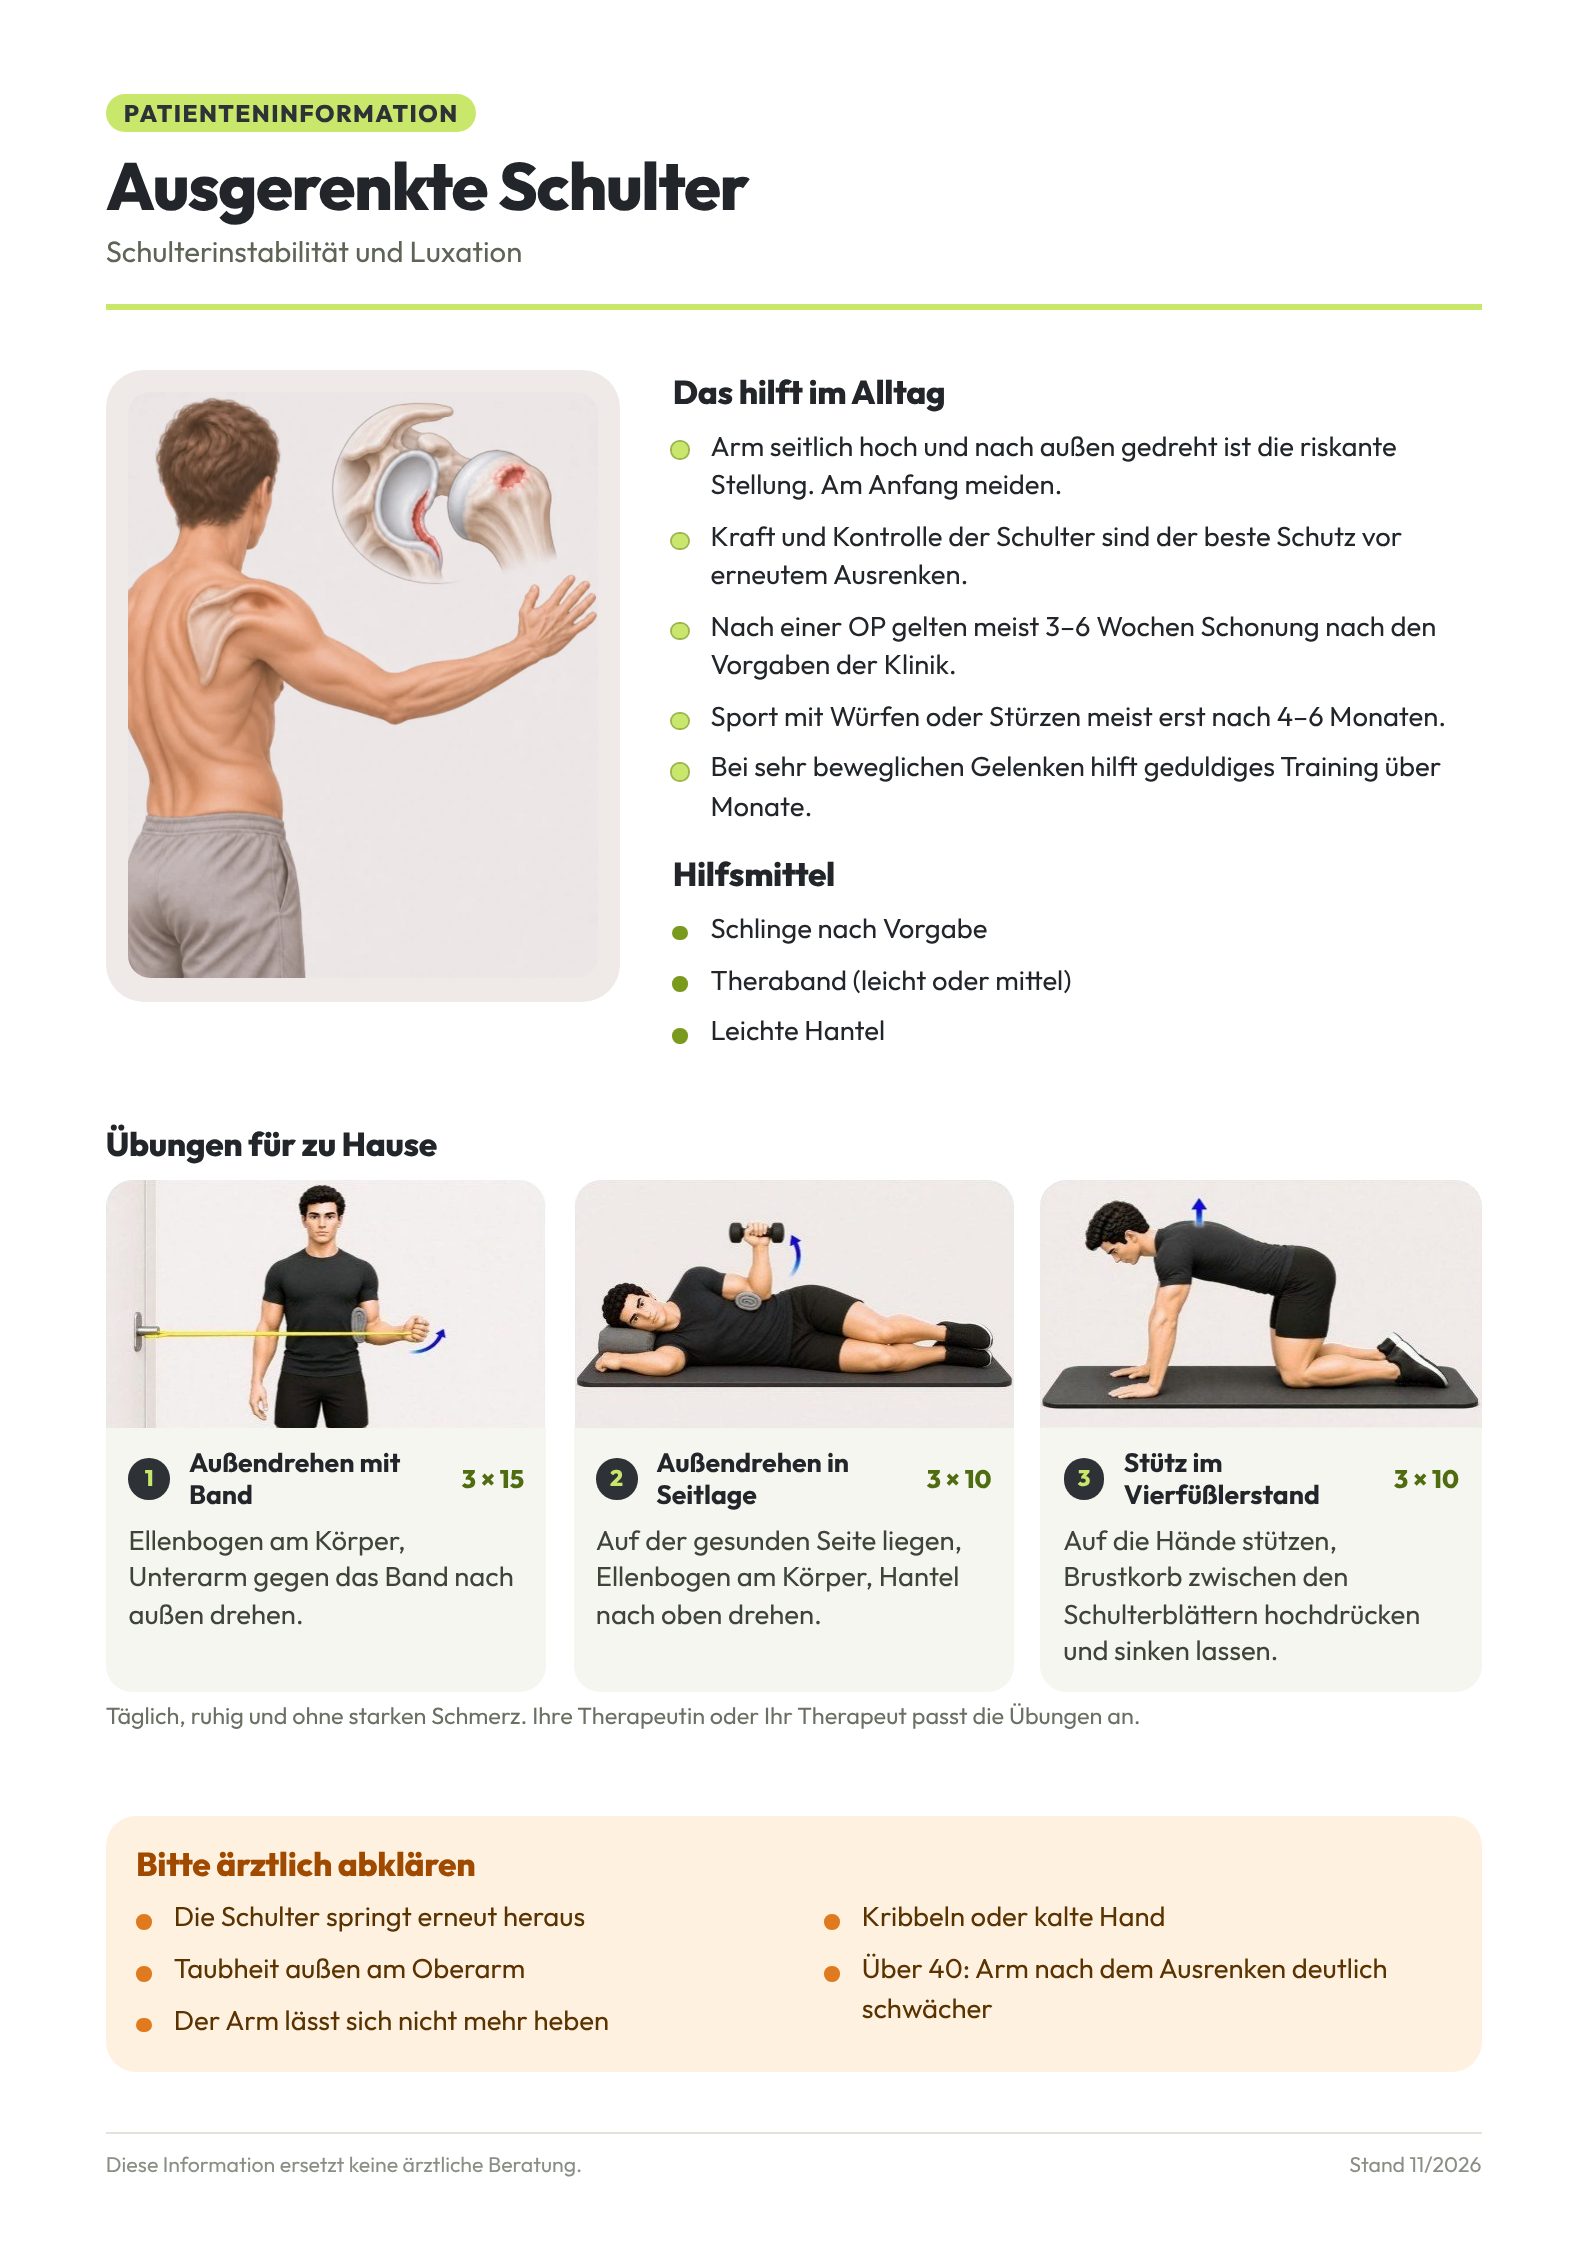 PATIENTENINFORMATION
Ausgerenkte Schulter
Schulterinstabilität und Luxation
Das hilft im Alltag
Arm seitlich hoch und nach außen gedreht ist die riskante
Stellung. Am Anfang meiden.
Kraft und Kontrolle der Schulter sind der beste Schutz vor
erneutem Ausrenken.
Nach einer OP gelten meist 3–6 Wochen Schonung nach den
Vorgaben der Klinik.
Sport mit Würfen oder Stürzen meist erst nach 4–6 Monaten.
Bei sehr beweglichen Gelenken hilft geduldiges Training über
Monate.
Hilfsmittel
Schlinge nach Vorgabe
Theraband (leicht oder mittel)
Leichte Hantel
Übungen für zu Hause
1 Außendrehen mit
Band
3 × 15
Ellenbogen am Körper,
Unterarm gegen das Band nach
außen drehen.
2 Außendrehen in
Seitlage
3 × 10
Auf der gesunden Seite liegen,
Ellenbogen am Körper, Hantel
nach oben drehen.
3 Stütz im
Vierfüßlerstand
3 × 10
Auf die Hände stützen,
Brustkorb zwischen den
Schulterblättern hochdrücken
und sinken lassen.
Täglich, ruhig und ohne starken Schmerz. Ihre Therapeutin oder Ihr Therapeut passt die Übungen an.
Bitte ärztlich abklären
Die Schulter springt erneut heraus
Taubheit außen am Oberarm
Der Arm lässt sich nicht mehr heben
Kribbeln oder kalte Hand
Über 40: Arm nach dem Ausrenken deutlich
schwächer
Diese Information ersetzt keine ärztliche Beratung.
Stand 11/2026